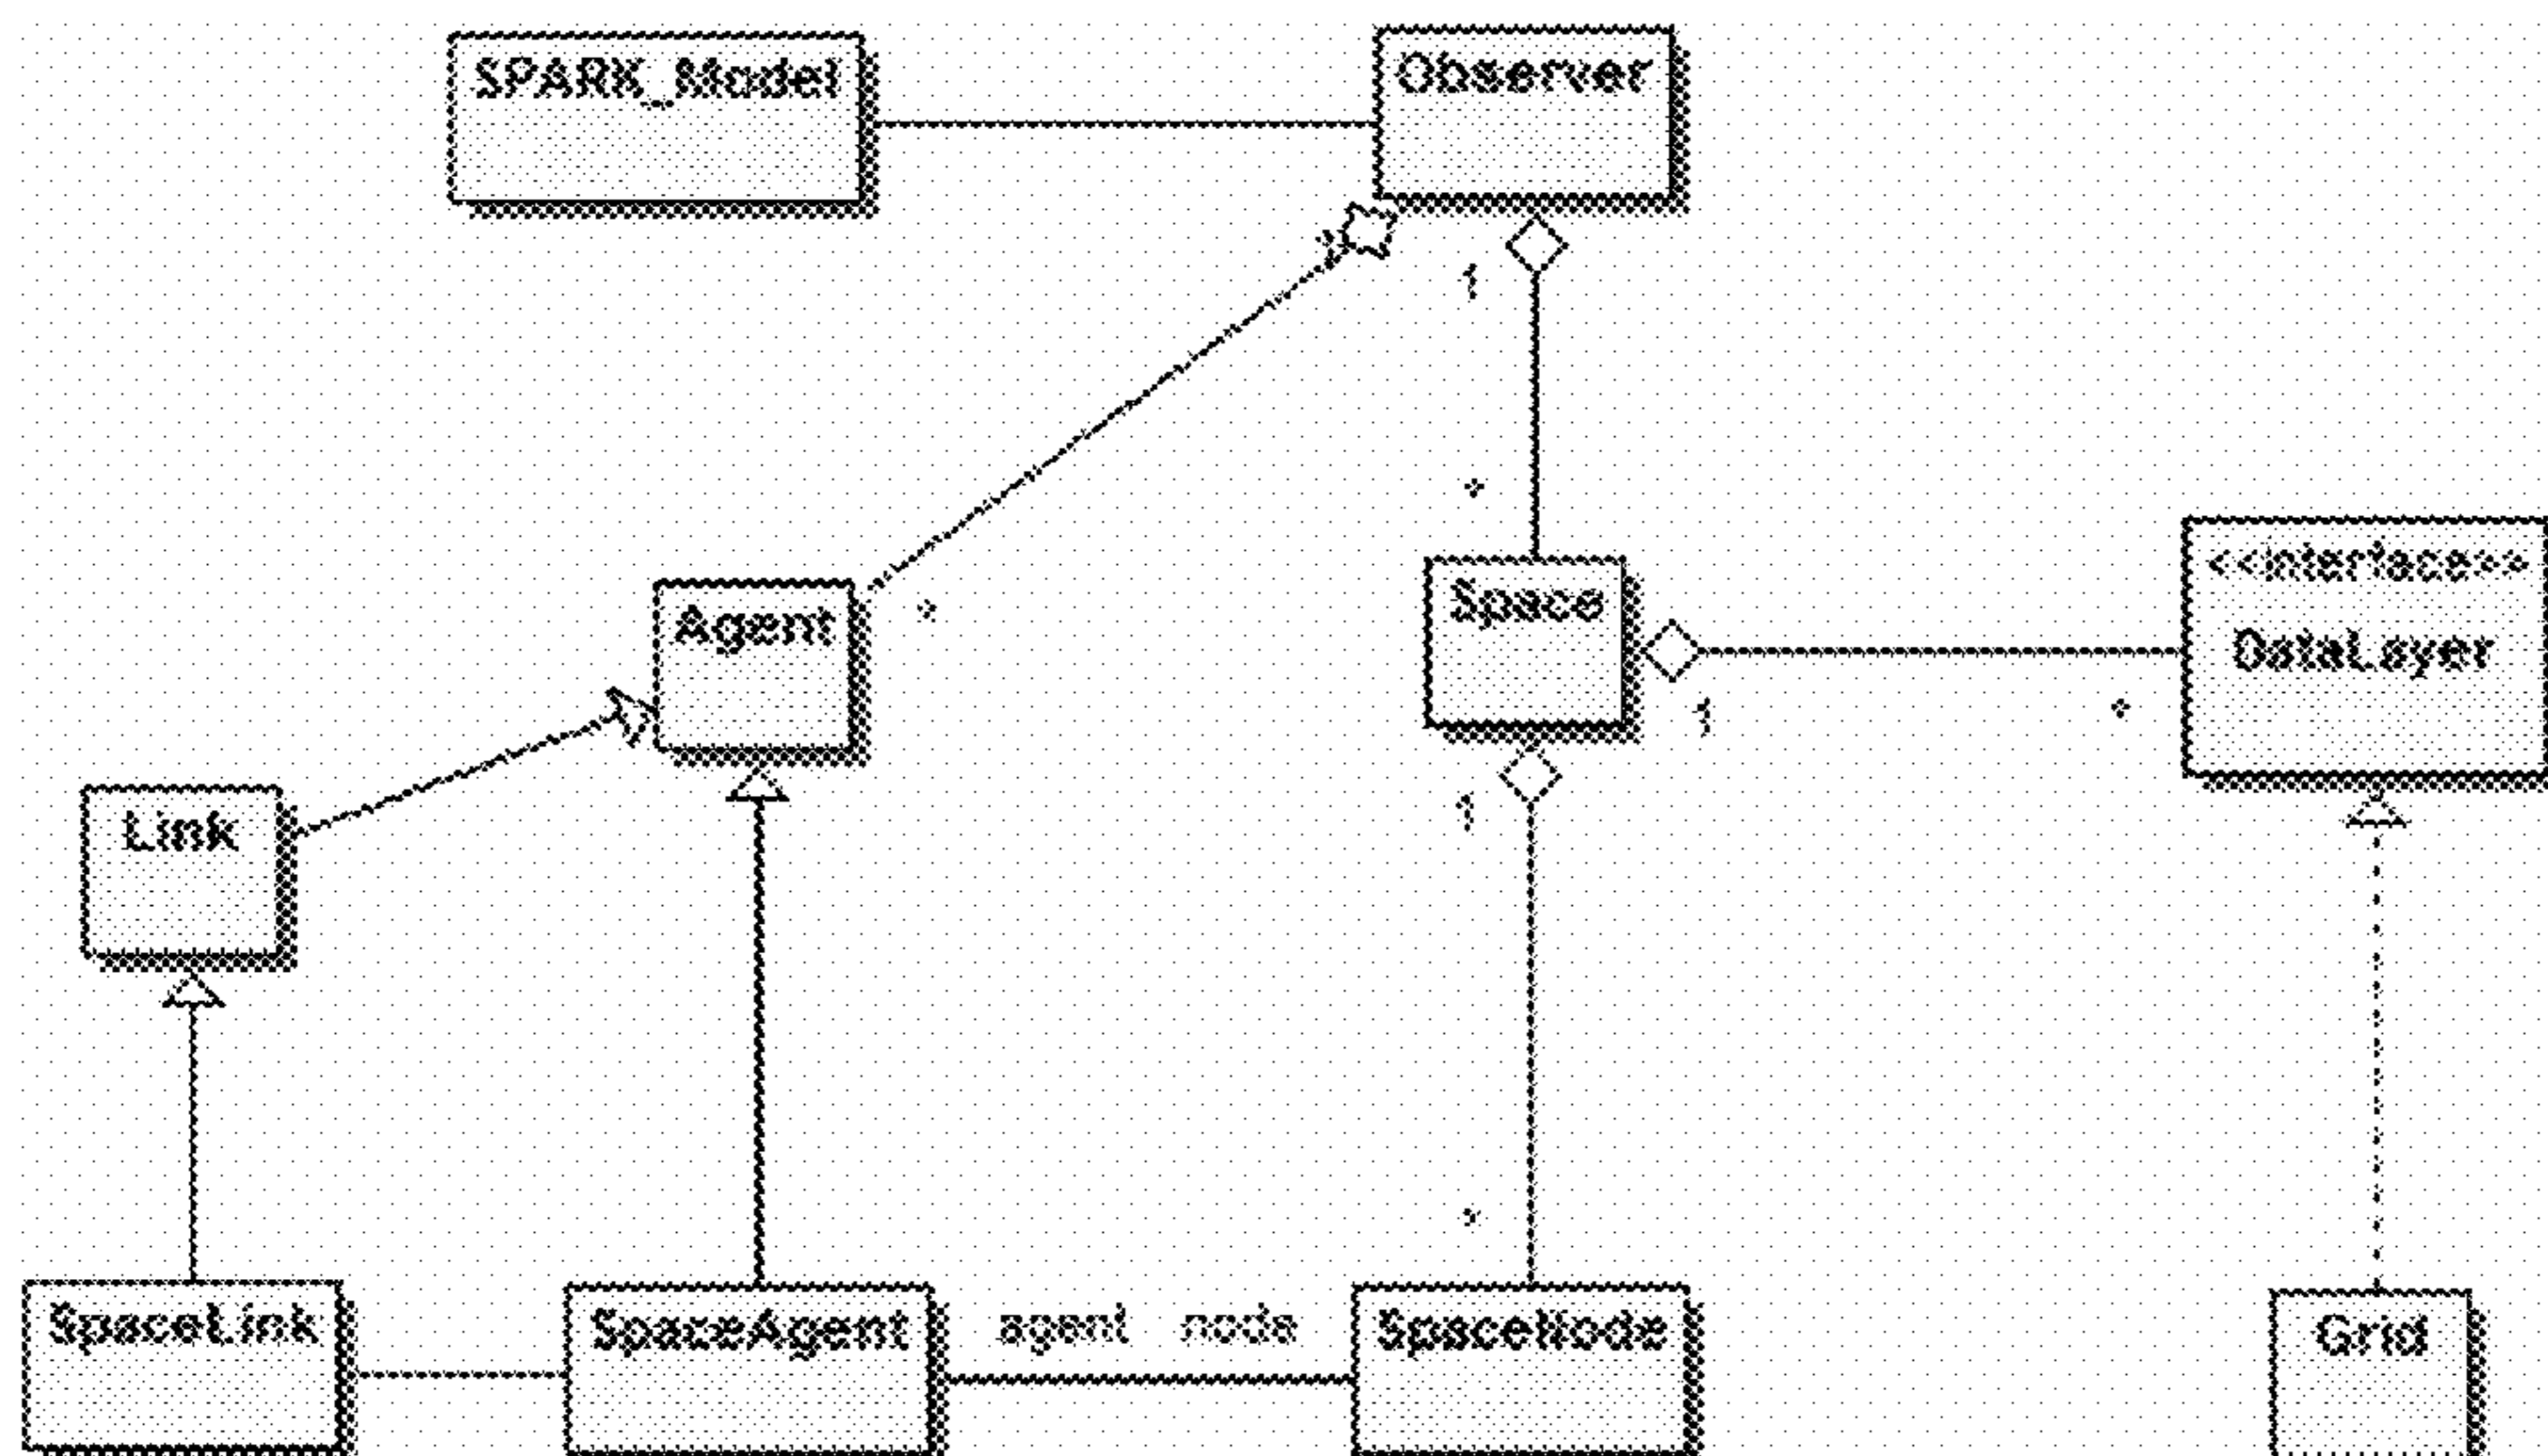 SPARK_Model
Observer
1
*
Agent
*
Space
1
*
<<interface>>
DataLayer
Link
1
*
SpaceLink
SpaceAgent
agent
node
SpaceNode
Grid